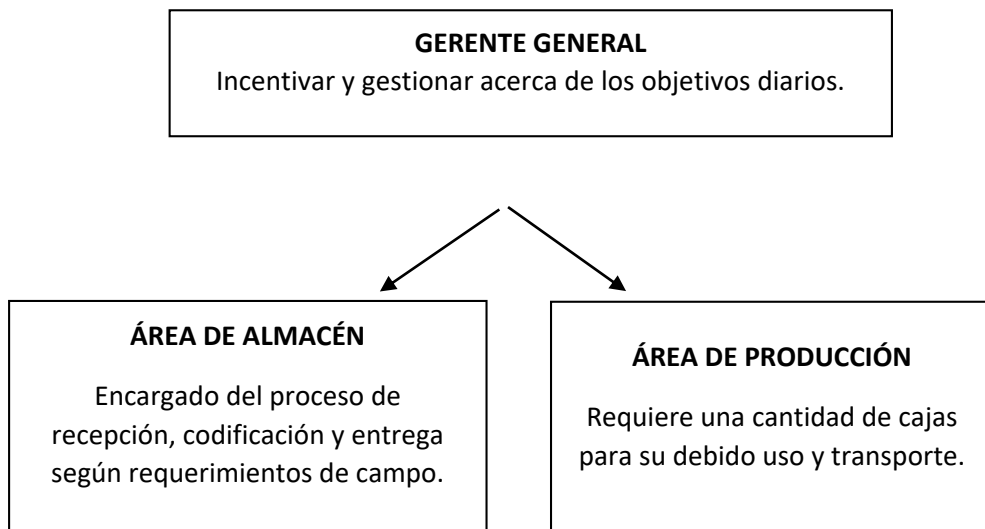 GERENTE GENERAL
Incentivar y gestionar acerca de los objetivos diarios.
ÁREA DE ALMACÉN
Encargado del proceso de
recepción, codificación y entrega
según requerimientos de campo.
ÁREA DE PRODUCCIÓN
Requiere una cantidad de cajas
para su debido uso y transporte.